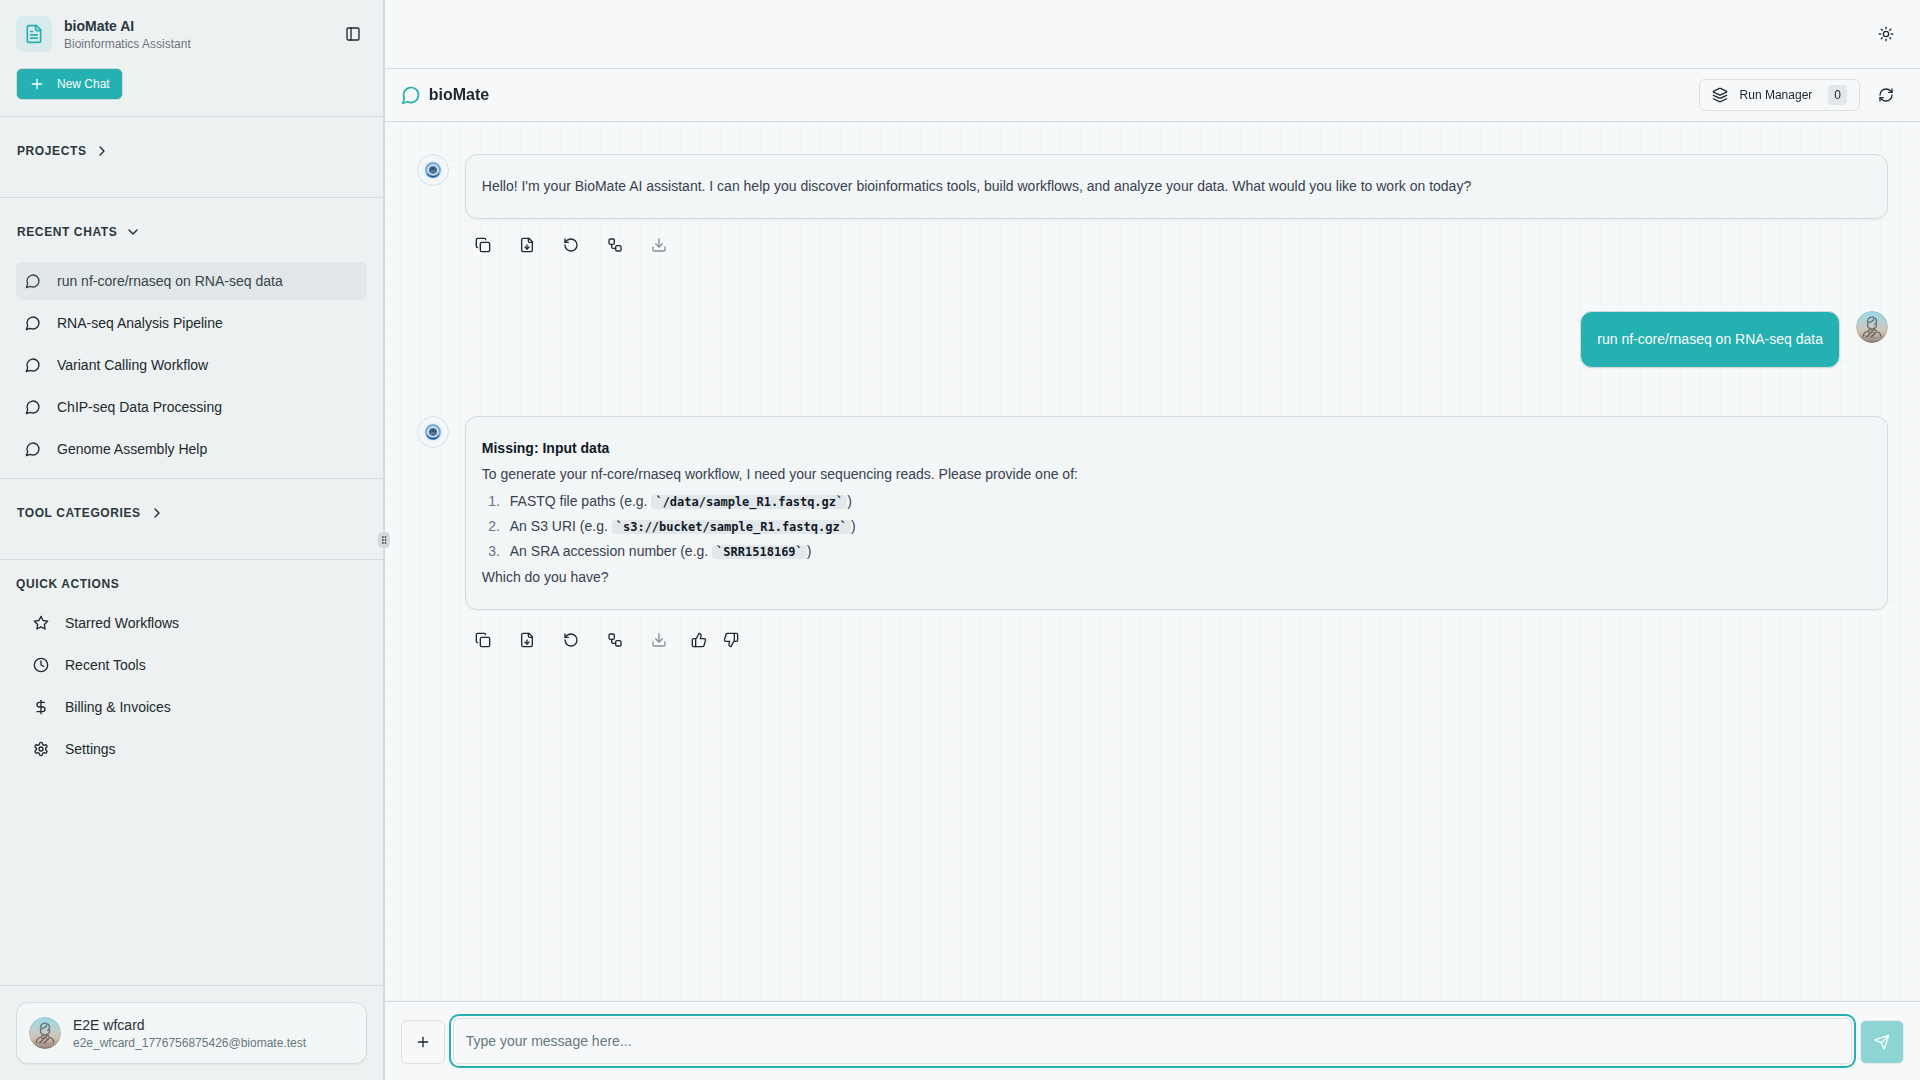 bioMate AI
Bioinformatics Assistant
New Chat
PROJECTS
RECENT CHATS
run nf-core/rnaseq on RNA-seq data
RNA-seq Analysis Pipeline
Variant Calling Workflow
ChIP-seq Data Processing
Genome Assembly Help
TOOL CATEGORIES
QUICK ACTIONS
Starred Workflows
Recent Tools
Billing & Invoices
Settings
E2E wfcard
e2e_wfcard_1776756875426@biomate.test
bioMate
Run Manager 0
Hello! I'm your BioMate AI assistant. I can help you discover bioinformatics tools, build workflows, and analyze your data. What would you like to work on today?
run nf-core/rnaseq on RNA-seq data
Missing: Input data
To generate your nf-core/rnaseq workflow, I need your sequencing reads. Please provide one of:
1. FASTQ file paths (e.g. `/data/sample_R1.fastq.gz`)
2. An S3 URI (e.g. `s3://bucket/sample_R1.fastq.gz`)
3. An SRA accession number (e.g. `SRR1518169`)
Which do you have?
Type your message here...